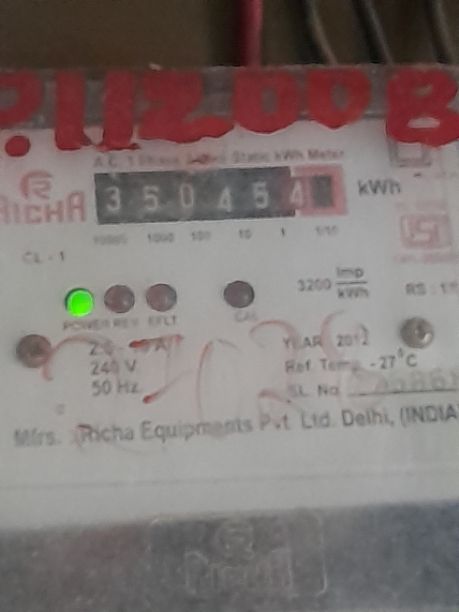 P.112008
A.C. 1 Phase 2 Wire Static kWh Meter
RICHA
350454
kWh
10000 1000 100 10 1 1/10
CL - 1
3200 Imp/kWh
POWER REV EFLT CAL
240 V
50 Hz
YEAR 2012
Ref. Temp. -27°C
SL. No.
Mfrs. : Richa Equipments Pvt. Ltd. Delhi, (INDIA